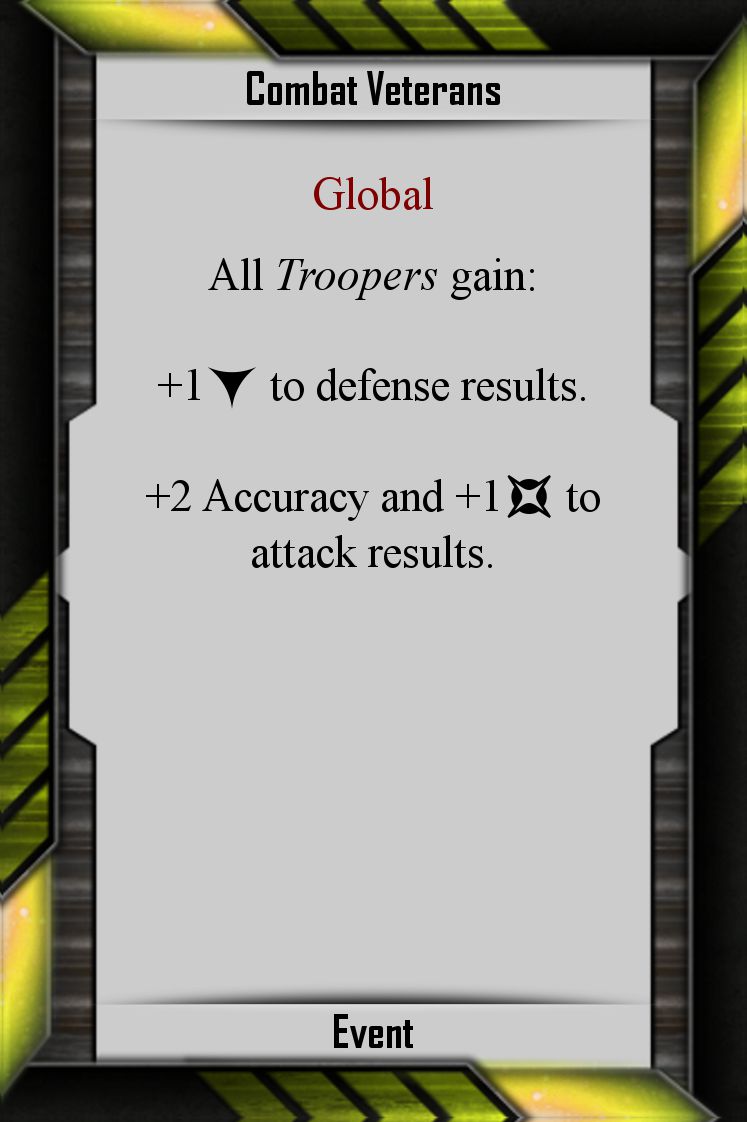 Combat Veterans
Global
All Troopers gain:
+1 to defense results.
+2 Accuracy and +1 to
attack results.
Event